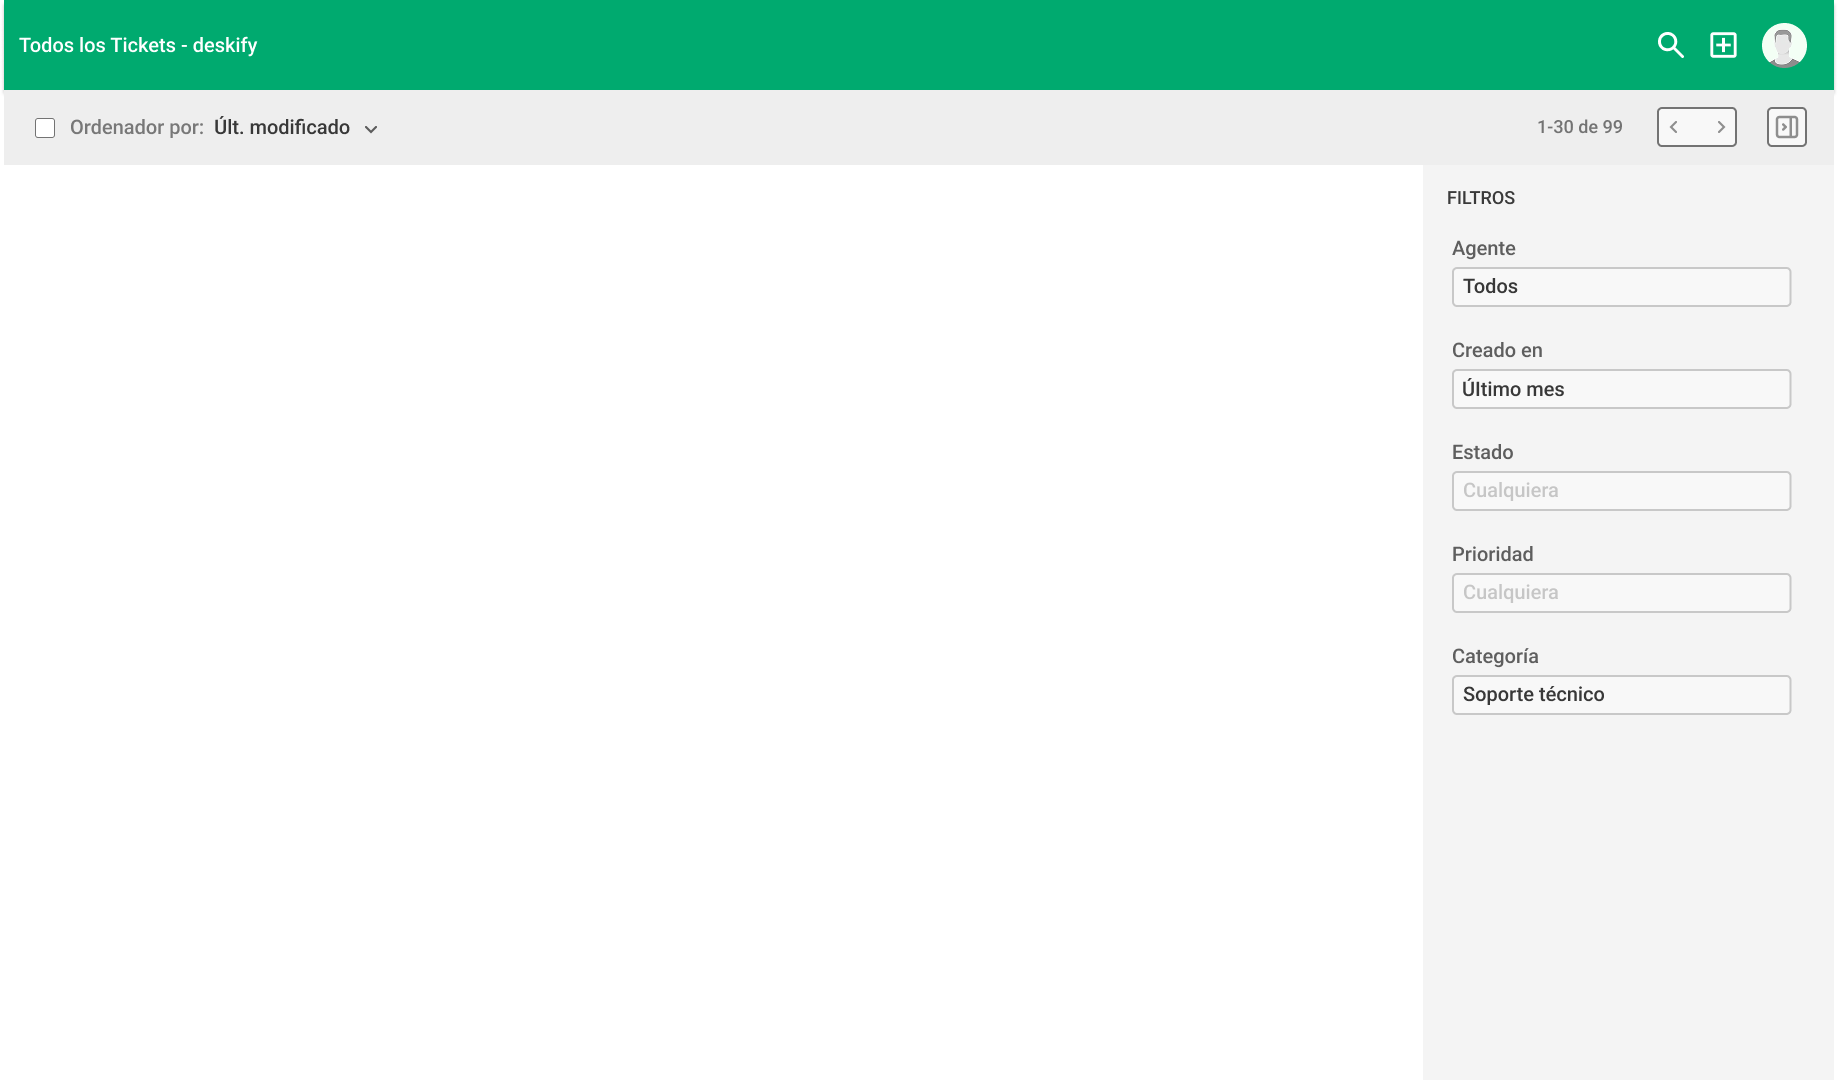 Todos los Tickets - deskify
Ordenador por: Últ. modificado
1-30 de 99
FILTROS
Agente
Todos
Creado en
Último mes
Estado
Cualquiera
Prioridad
Cualquiera
Categoría
Soporte técnico